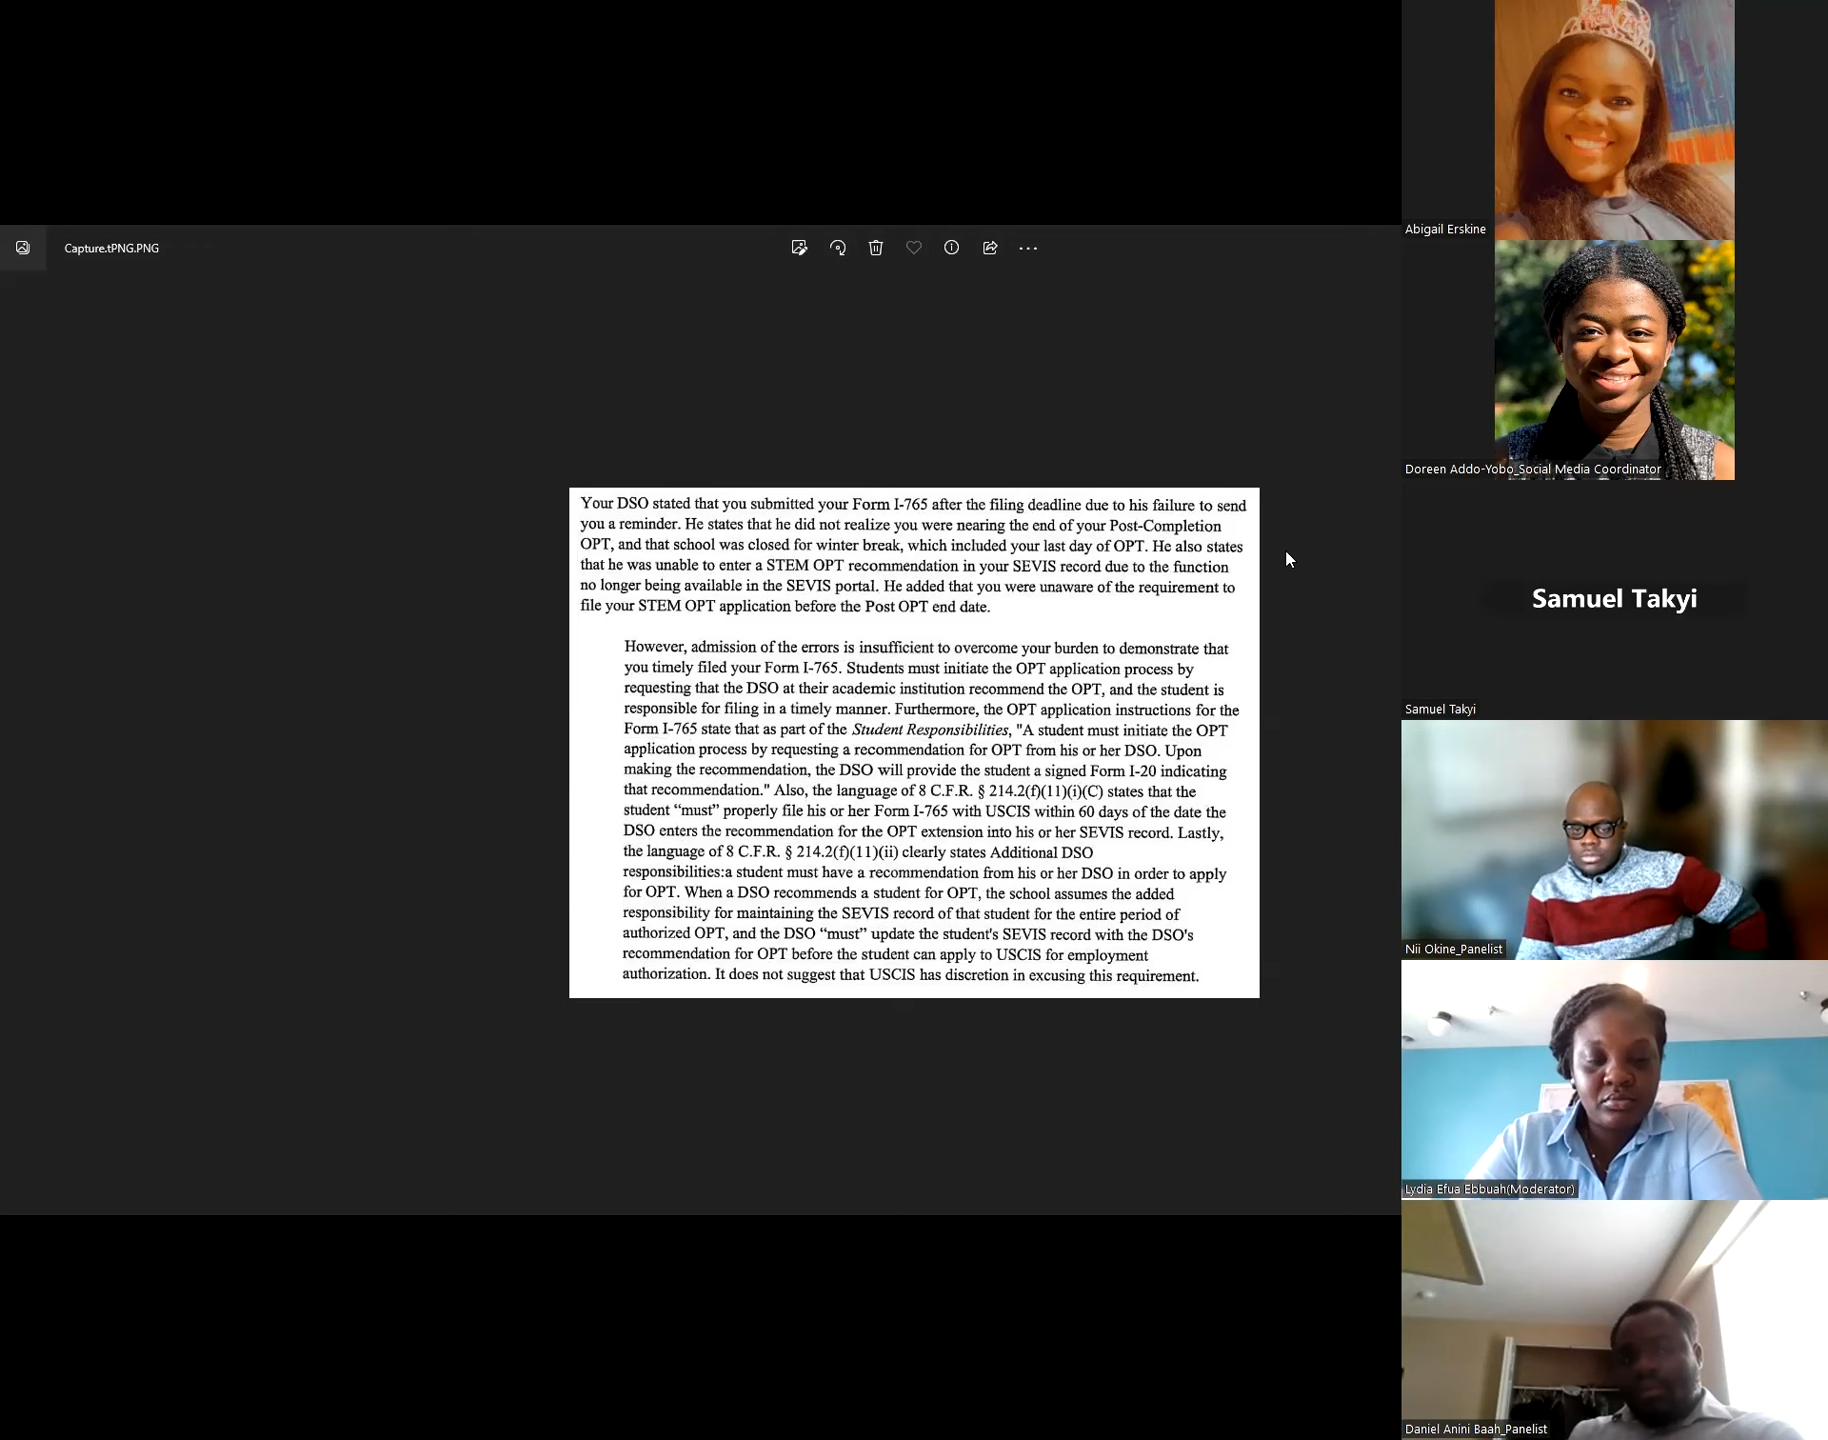 Capture.tPNG.PNG
Your DSO stated that you submitted your Form I-765 after the filing deadline due to his failure to send
you a reminder. He states that he did not realize you were nearing the end of your Post-Completion
OPT, and that school was closed for winter break, which included your last day of OPT. He also states
that he was unable to enter a STEM OPT recommendation in your SEVIS record due to the function
no longer being available in the SEVIS portal. He added that you were unaware of the requirement to
file your STEM OPT application before the Post OPT end date.
However, admission of the errors is insufficient to overcome your burden to demonstrate that
you timely filed your Form I-765. Students must initiate the OPT application process by
requesting that the DSO at their academic institution recommend the OPT, and the student is
responsible for filing in a timely manner. Furthermore, the OPT application instructions for the
Form I-765 state that as part of the Student Responsibilities, "A student must initiate the OPT
application process by requesting a recommendation for OPT from his or her DSO. Upon
making the recommendation, the DSO will provide the student a signed Form I-20 indicating
that recommendation." Also, the language of 8 C.F.R. § 214.2(f)(11)(i)(C) states that the
student “must” properly file his or her Form I-765 with USCIS within 60 days of the date the
DSO enters the recommendation for the OPT extension into his or her SEVIS record. Lastly,
the language of 8 C.F.R. § 214.2(f)(11)(ii) clearly states Additional DSO
responsibilities:a student must have a recommendation from his or her DSO in order to apply
for OPT. When a DSO recommends a student for OPT, the school assumes the added
responsibility for maintaining the SEVIS record of that student for the entire period of
authorized OPT, and the DSO “must” update the student's SEVIS record with the DSO's
recommendation for OPT before the student can apply to USCIS for employment
authorization. It does not suggest that USCIS has discretion in excusing this requirement.
Abigail Erskine
Doreen Addo-Yobo_Social Media Coordinator
Samuel Takyi
Samuel Takyi
Nii Okine_Panelist
Lydia Efua Ebbuah(Moderator)
Daniel Anini Baah_Panelist